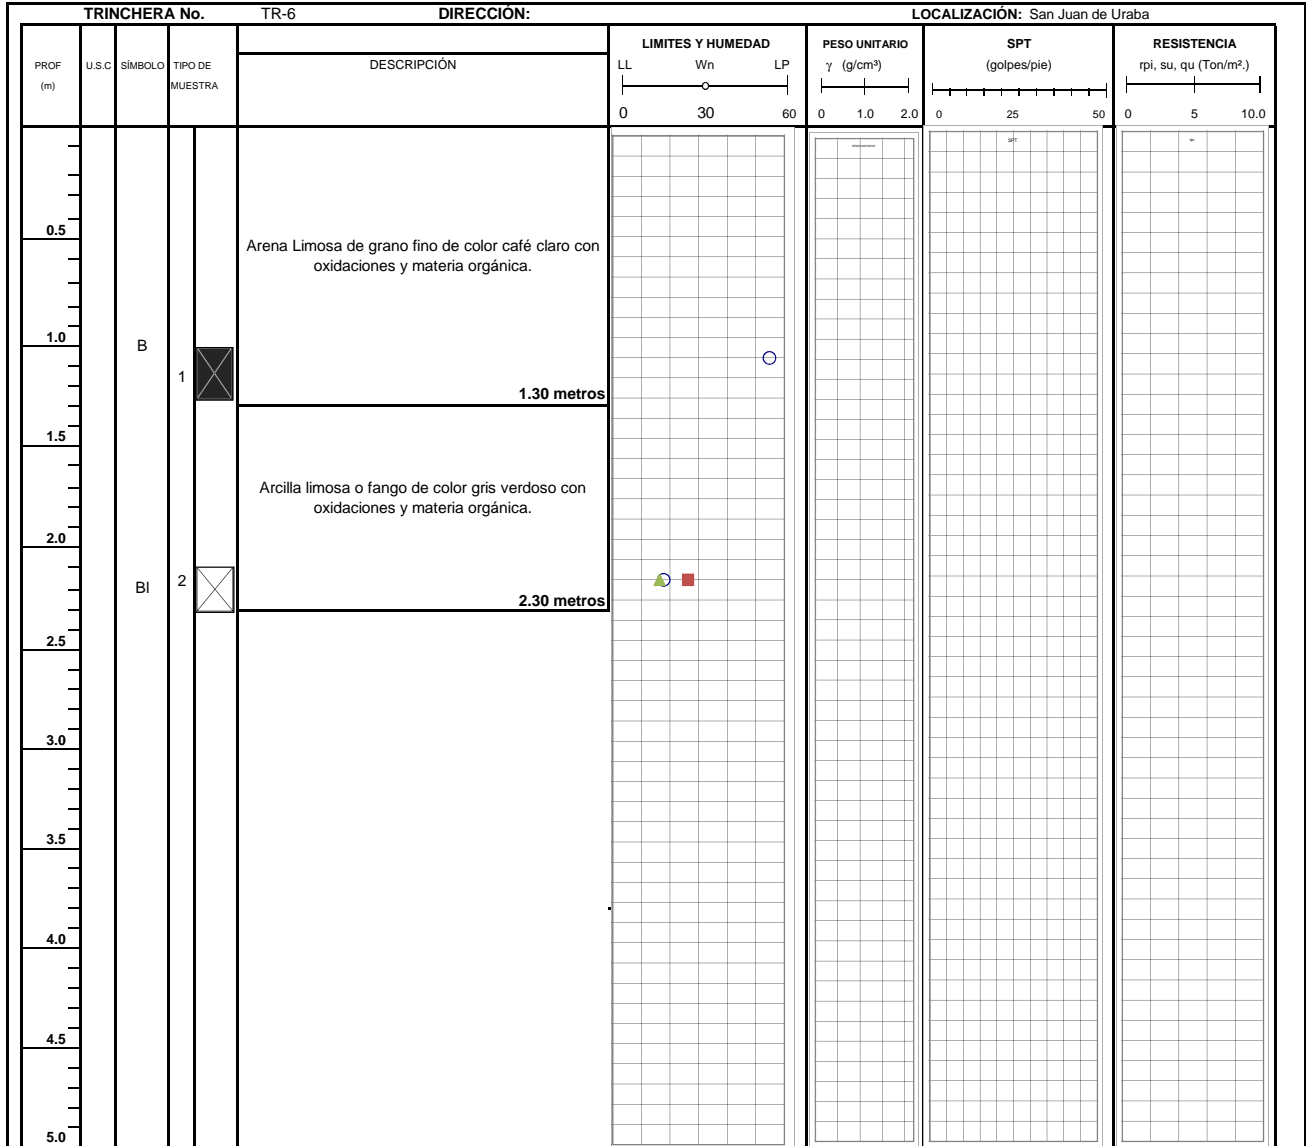 TRINCHERA No. TR-6 DIRECCIÓN: LOCALIZACIÓN: San Juan de Uraba
LIMITES Y HUMEDAD PESO UNITARIO SPT RESISTENCIA
PROF U.S.C SÍMBOLO TIPO DE DESCRIPCIÓN LL Wn LP γ (g/cm³) (golpes/pie) rpi, su, qu (Ton/m².)
(m) MUESTRA
0 30 60 0 1.0 2.0 0 25 50 0 5 10.0
SPT
0.5
Arena Limosa de grano fino de color café claro con
oxidaciones y materia orgánica.
1.0
B
1
1.30 metros
1.5
Arcilla limosa o fango de color gris verdoso con
oxidaciones y materia orgánica.
2.0
BI 2
2.30 metros
2.5
3.0
3.5
4.0
4.5
5.0